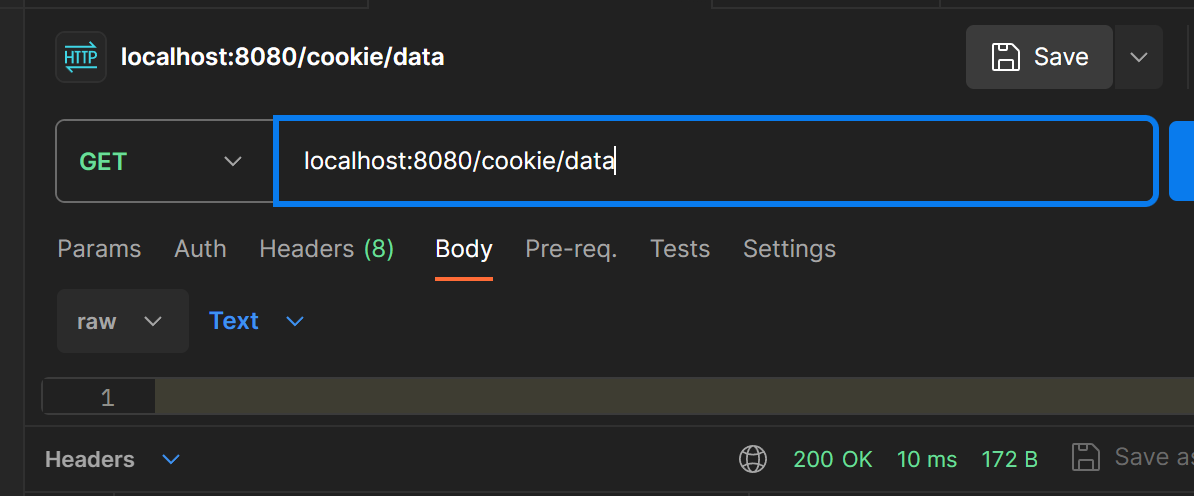 HTTP localhost:8080/cookie/data Save
GET localhost:8080/cookie/data
Params Auth Headers (8) Body Pre-req. Tests Settings
raw Text
1
Headers 200 OK 10 ms 172 B Save as